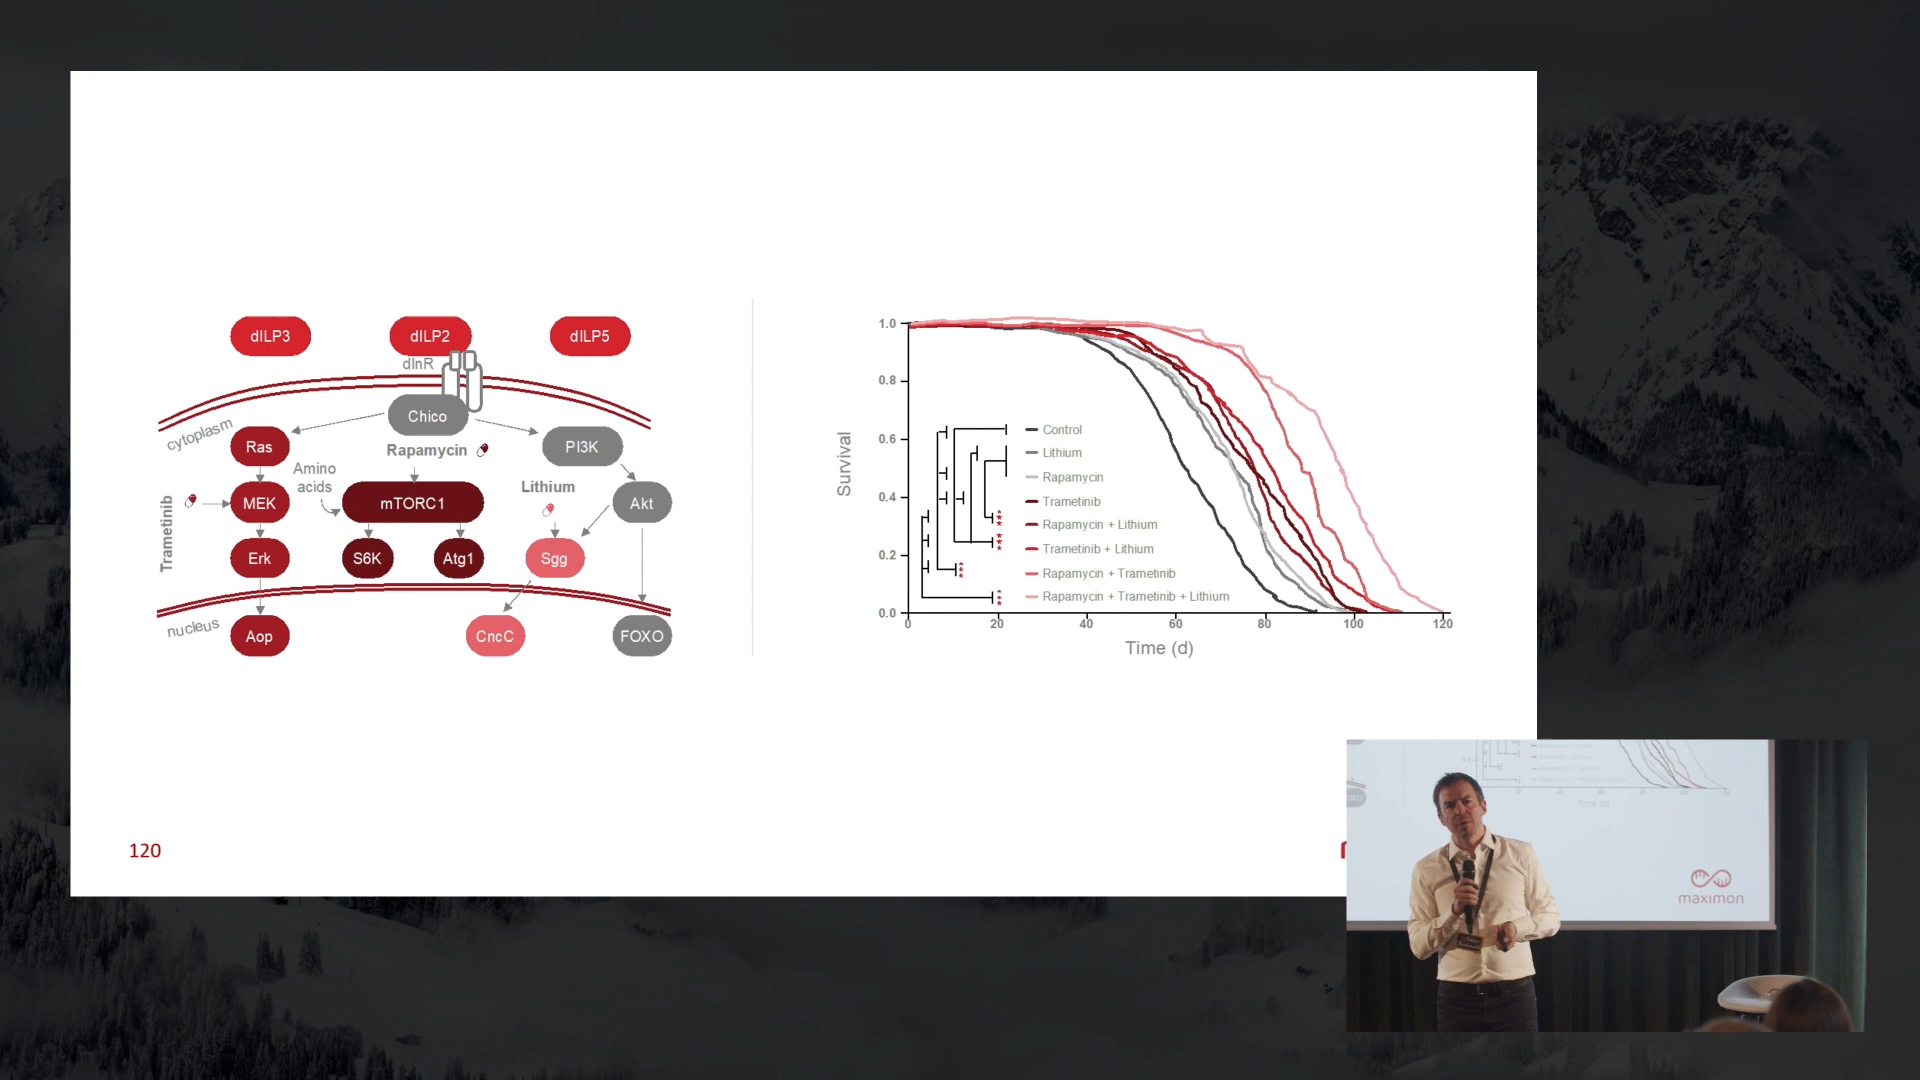 dILP3
dILP2
dILP5
dInR
Chico
cytoplasm
Ras
Rapamycin
PI3K
Amino
acids
Lithium
Trametinib
MEK
mTORC1
Akt
Erk
S6K
Atg1
Sgg
nucleus
Aop
CncC
FOXO
Survival
1.0
0.8
0.6
0.4
0.2
0.0
Control
Lithium
Rapamycin
Trametinib
Rapamycin + Lithium
Trametinib + Lithium
Rapamycin + Trametinib
Rapamycin + Trametinib + Lithium
***
***
***
***
0 20 40 60 80 100 120
Time (d)
120
Time (d)
maximon